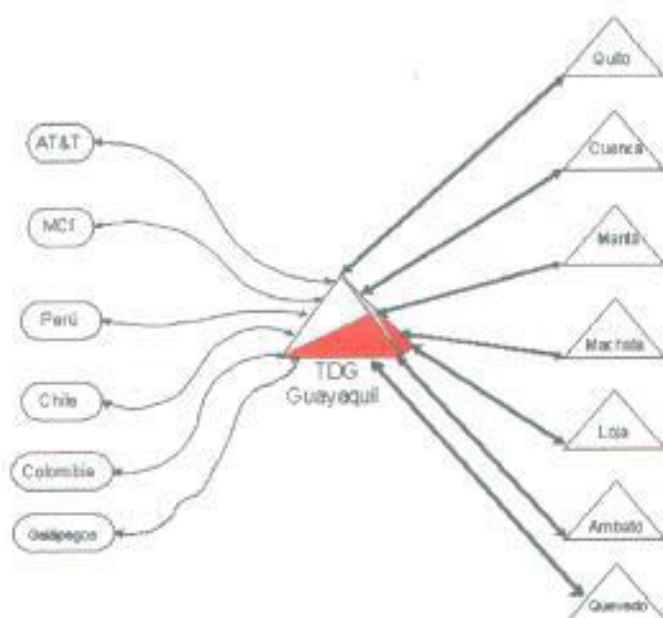 AT&T
MCI
Perú
Chile
Colombia
Galápagos
TDG
Guayaquil
Quito
Cuenca
Manta
Machala
Loja
Ambato
Quevedo